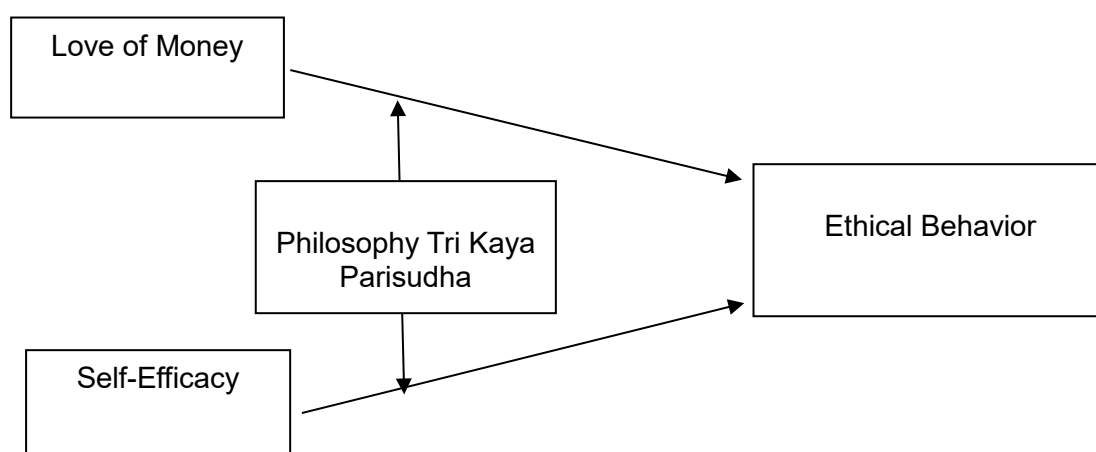 Love of Money
Philosophy Tri Kaya
Parisudha
Ethical Behavior
Self-Efficacy